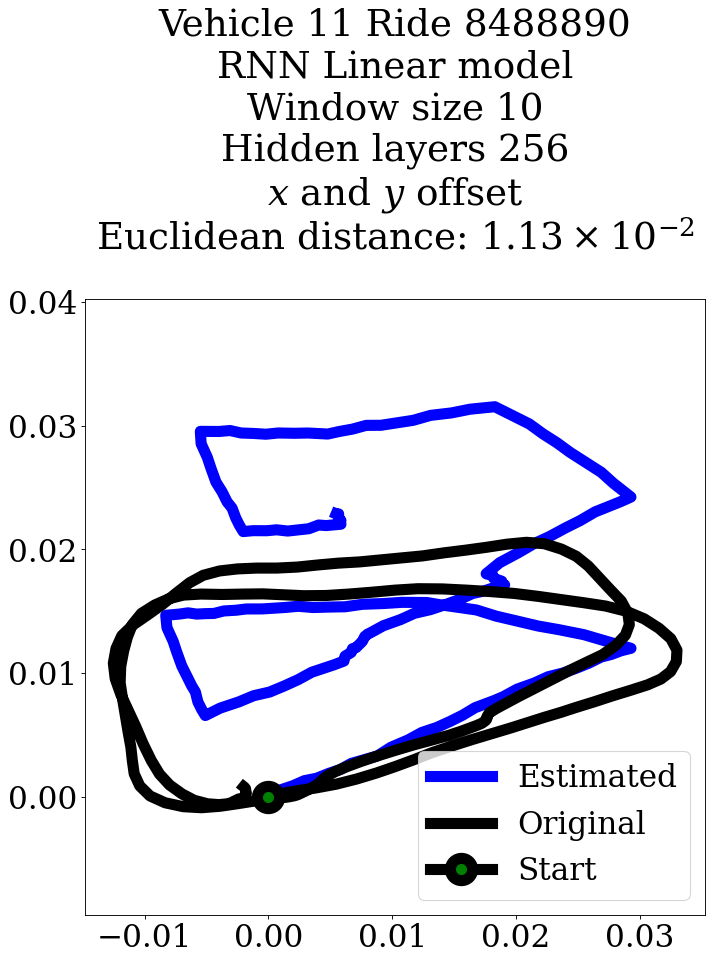 Vehicle 11 Ride 8488890
RNN Linear model
Window size 10
Hidden layers 256
x and y offset
Euclidean distance: 1.13 × 10⁻²
0.04
0.03
0.02
0.01
0.00
Estimated
Original
Start
−0.01 0.00 0.01 0.02 0.03